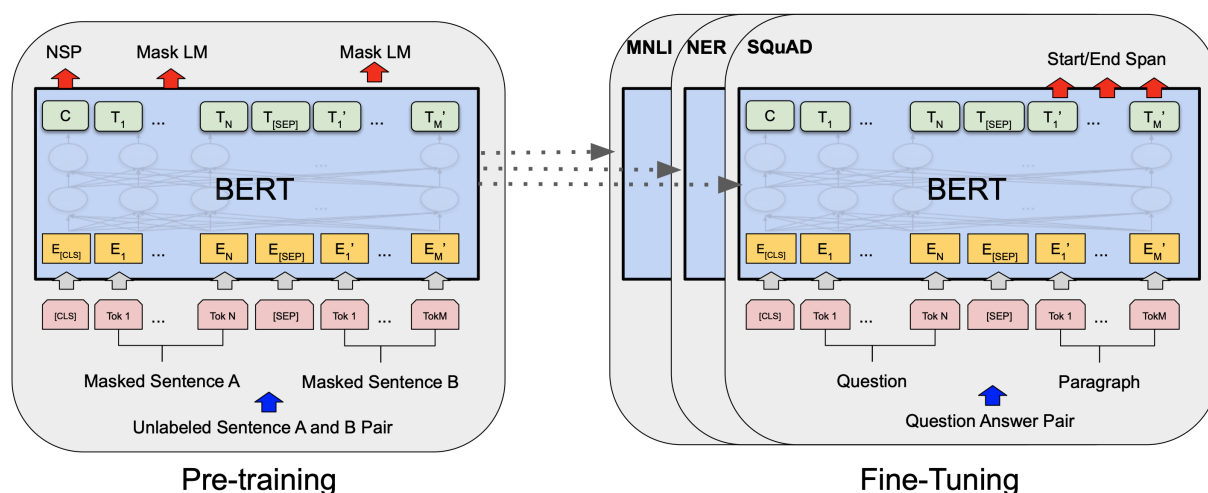 NSP Mask LM Mask LM
C T1 ... TN T[SEP] T1' ... TM'
...
BERT
...
E[CLS] E1 ... EN E[SEP] E1' ... EM'
[CLS] Tok 1 ... Tok N [SEP] Tok 1 ... TokM
Masked Sentence A Masked Sentence B
Unlabeled Sentence A and B Pair
Pre-training
MNLI NER SQuAD
Start/End Span
C T1 ... TN T[SEP] T1' ... TM'
...
BERT
...
E[CLS] E1 ... EN E[SEP] E1' ... EM'
[CLS] Tok 1 ... Tok N [SEP] Tok 1 ... TokM
Question Paragraph
Question Answer Pair
Fine-Tuning